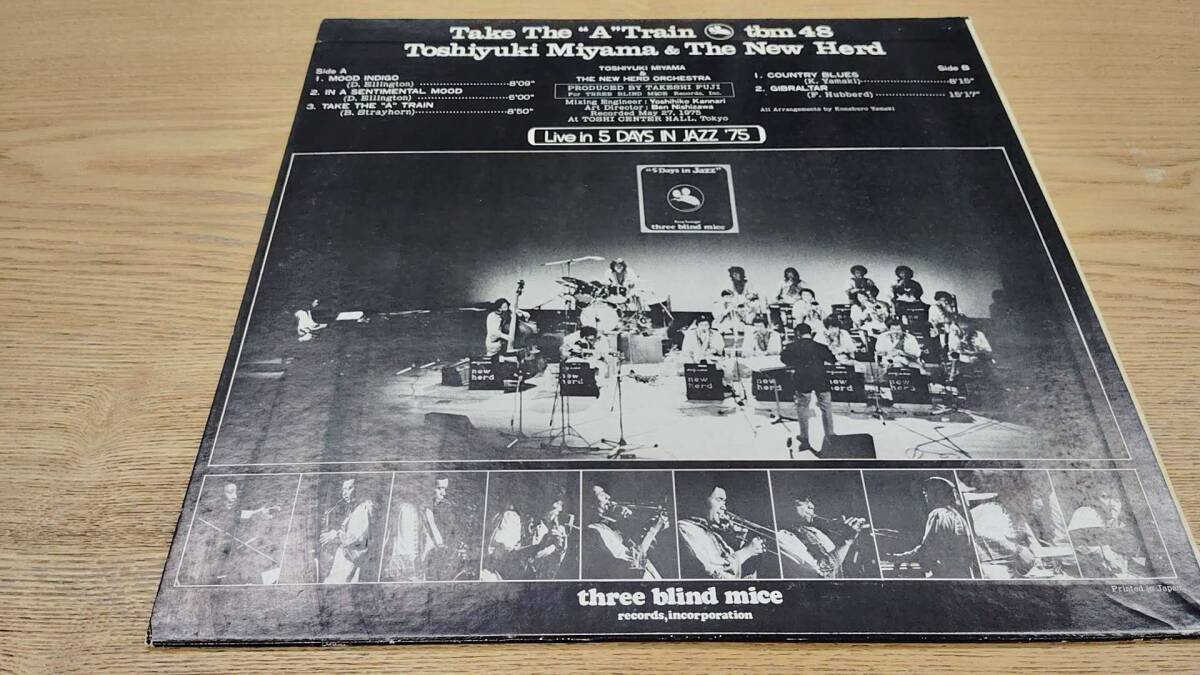 Take The "A" Train tbm 48
Toshiyuki Miyama & The New Herd
Side A
1. MOOD INDIGO
(D. Ellington) 8'09"
2. IN A SENTIMENTAL MOOD
(D. Ellington) 6'00"
3. TAKE THE "A" TRAIN
(B. Strayhorn) 8'50"
TOSHIYUKI MIYAMA
&
THE NEW HERD ORCHESTRA
PRODUCED BY TAKESHI FUJI
For THREE BLIND MICE Records, Inc.
Mixing Engineer: Yoshihiko Kannari
Art Director: Ben Nishizawa
Recorded May 27, 1975
At TOSHI CENTER HALL, Tokyo
Side B
1. COUNTRY BLUES
(K. Yamaki) 8'15"
2. GIBRALTAR
(F. Hubberd) 15'17"
All Arrangements by Kozaburo Yamaki
Live in 5 DAYS IN JAZZ '75
"5 Days in Jazz"
three blind mice
new herd
new herd
new herd
new herd
new herd
new herd
three blind mice
records,incorporation
Printed in Japan